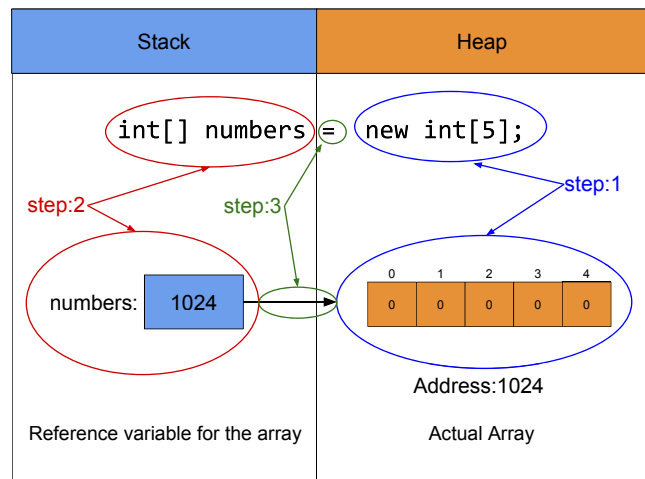 Stack Heap
int[] numbers = new int[5];
step:2 step:3 step:1
0 1 2 3 4
numbers: 1024 0 0 0 0 0
Address:1024
Reference variable for the array Actual Array